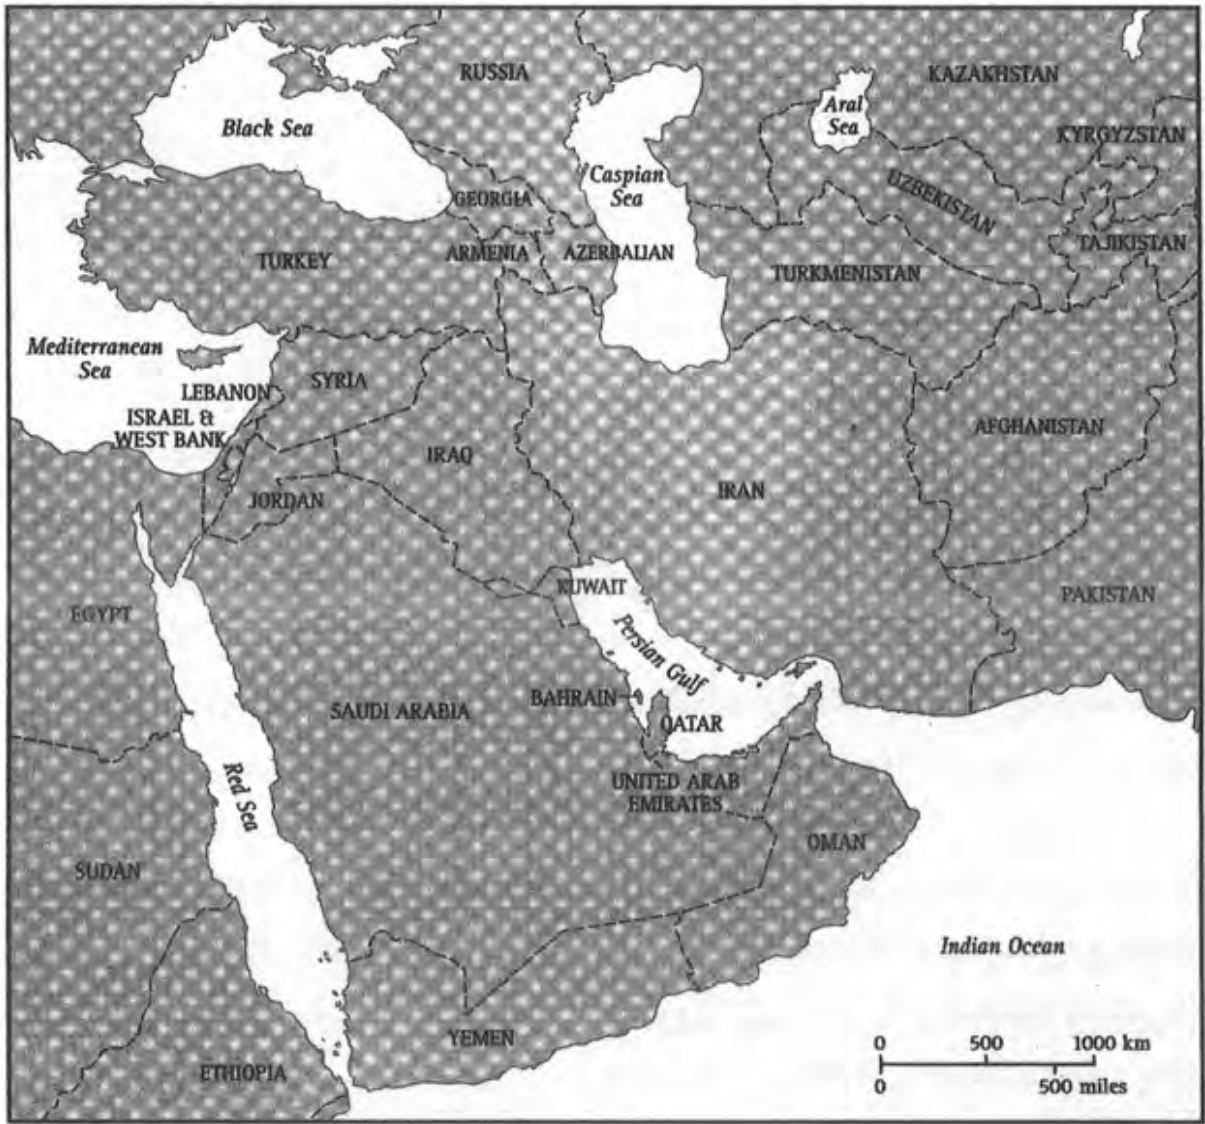 RUSSIA
KAZAKHSTAN
Aral
Sea
Black Sea
KYRGYZSTAN
Caspian
Sea
UZBEKISTAN
GEORGIA
TAJIKISTAN
ARMENIA
AZERBALIAN
TURKEY
TURKMENISTAN
Mediterranean
Sea
SYRIA
LEBANON
ISRAEL &
WEST BANK
AFGHANISTAN
IRAQ
IRAN
JORDAN
KUWAIT
PAKISTAN
EGYPT
Persian Gulf
BAHRAIN
SAUDI ARABIA
QATAR
Red Sea
UNITED ARAB
EMIRATES
OMAN
SUDAN
Indian Ocean
YEMEN
0 500 1000 km
ETHIOPIA
0 500 miles